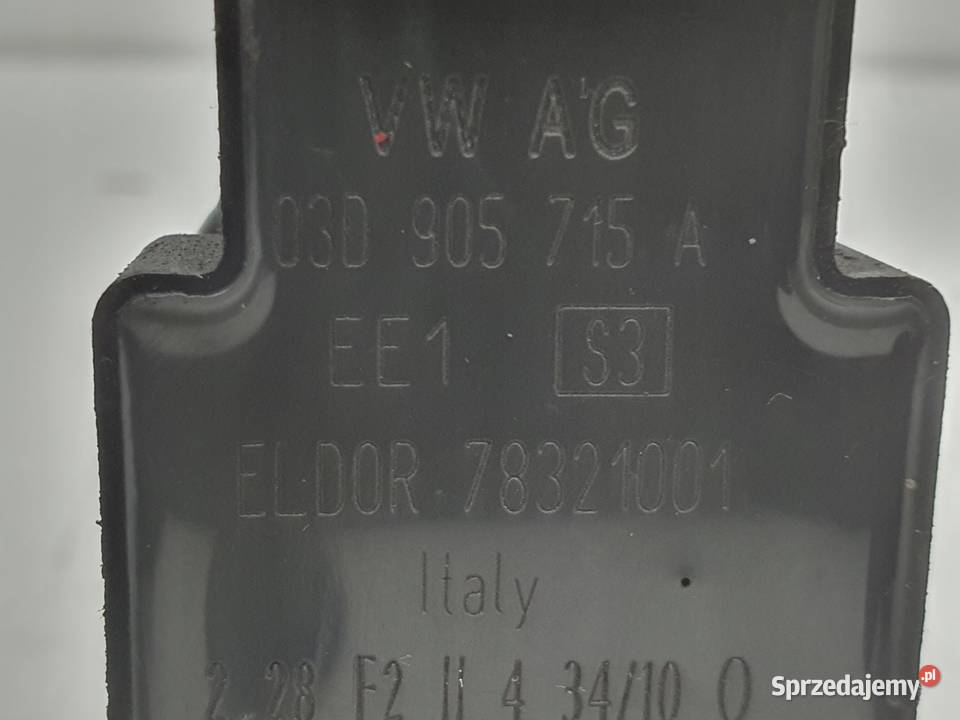 VW AG
03D 905 715 A
EE1 S3
ELDOR 78321001
Italy
2 28 F2 II 4 34/10 0
Sprzedajemy.pl